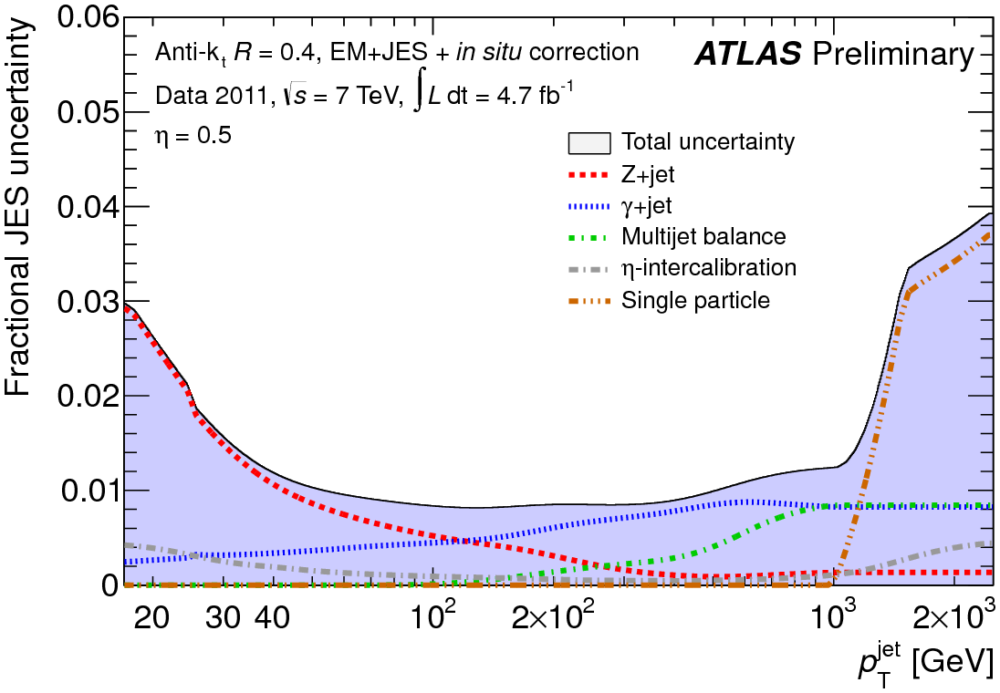 Fractional JES uncertainty
0.06
0.05
0.04
0.03
0.02
0.01
0
Anti-kₜ R = 0.4, EM+JES + in situ correction
Data 2011, √s = 7 TeV, ∫L dt = 4.7 fb⁻¹
η = 0.5
ATLAS Preliminary
Total uncertainty
Z+jet
γ+jet
Multijet balance
η-intercalibration
Single particle
20 30 40 10² 2×10² 10³ 2×10³
p_T^jet [GeV]